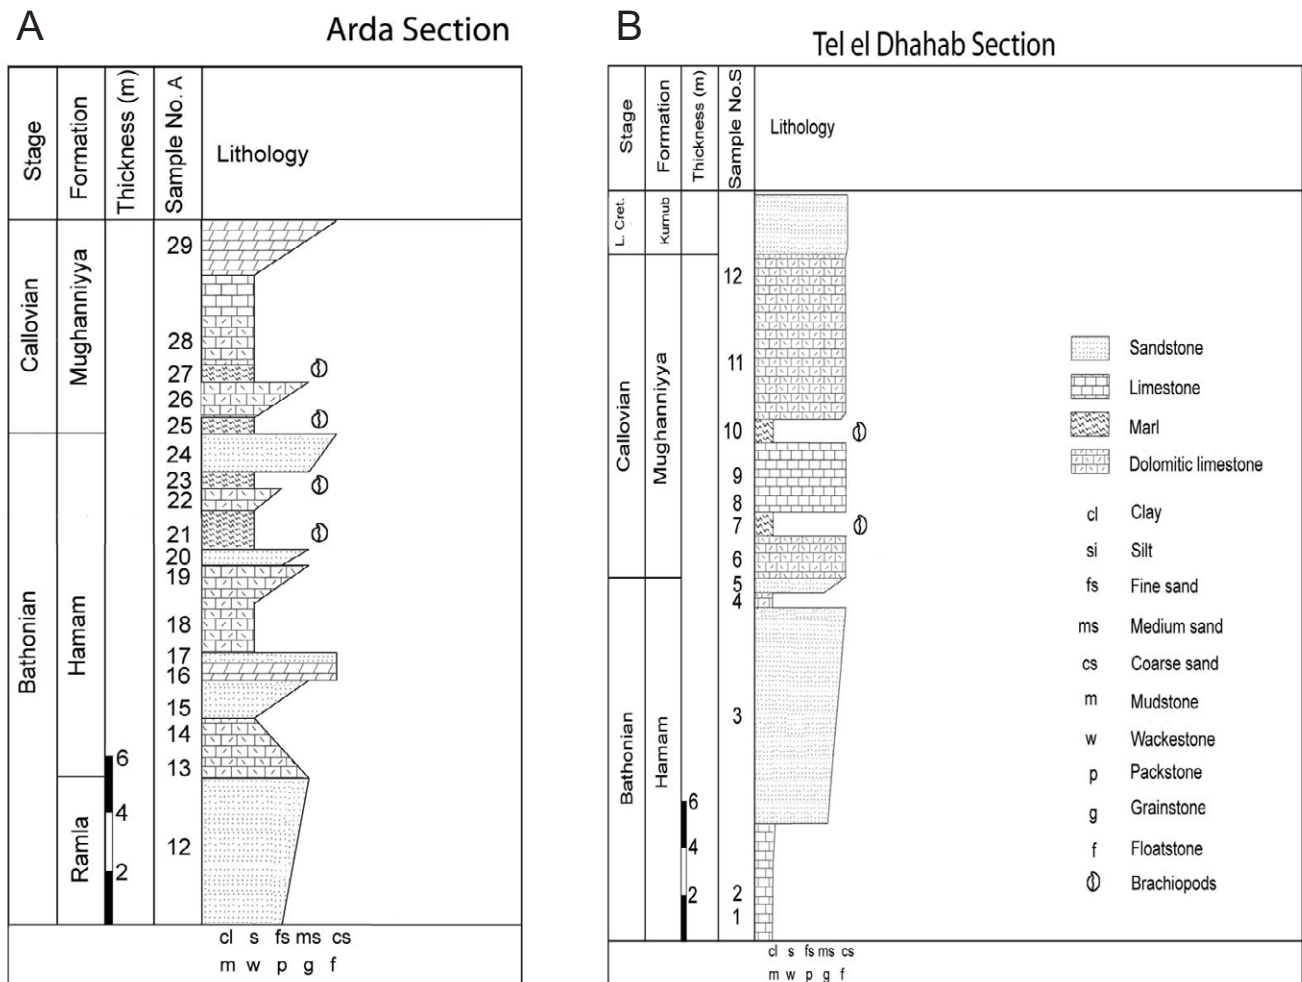 A
Arda Section
Stage
Formation
Thickness (m)
Sample No. A
Lithology
Callovian
Bathonian
Mughanniyya
Hamam
Ramla
6
4
2
29
28
27
26
25
24
23
22
21
20
19
18
17
16
15
14
13
12
cl s fs ms cs
m w p g f
B
Tel el Dhahab Section
Stage
Formation
Thickness (m)
Sample No.S
Lithology
L. Cret.
Callovian
Bathonian
Kurnub
Mughanniyya
Hamam
6
4
2
12
11
10
9
8
7
6
5
4
3
2
1
cl s fs ms cs
m w p g f
Sandstone
Limestone
Marl
Dolomitic limestone
cl Clay
si Silt
fs Fine sand
ms Medium sand
cs Coarse sand
m Mudstone
w Wackestone
p Packstone
g Grainstone
f Floatstone
Brachiopods